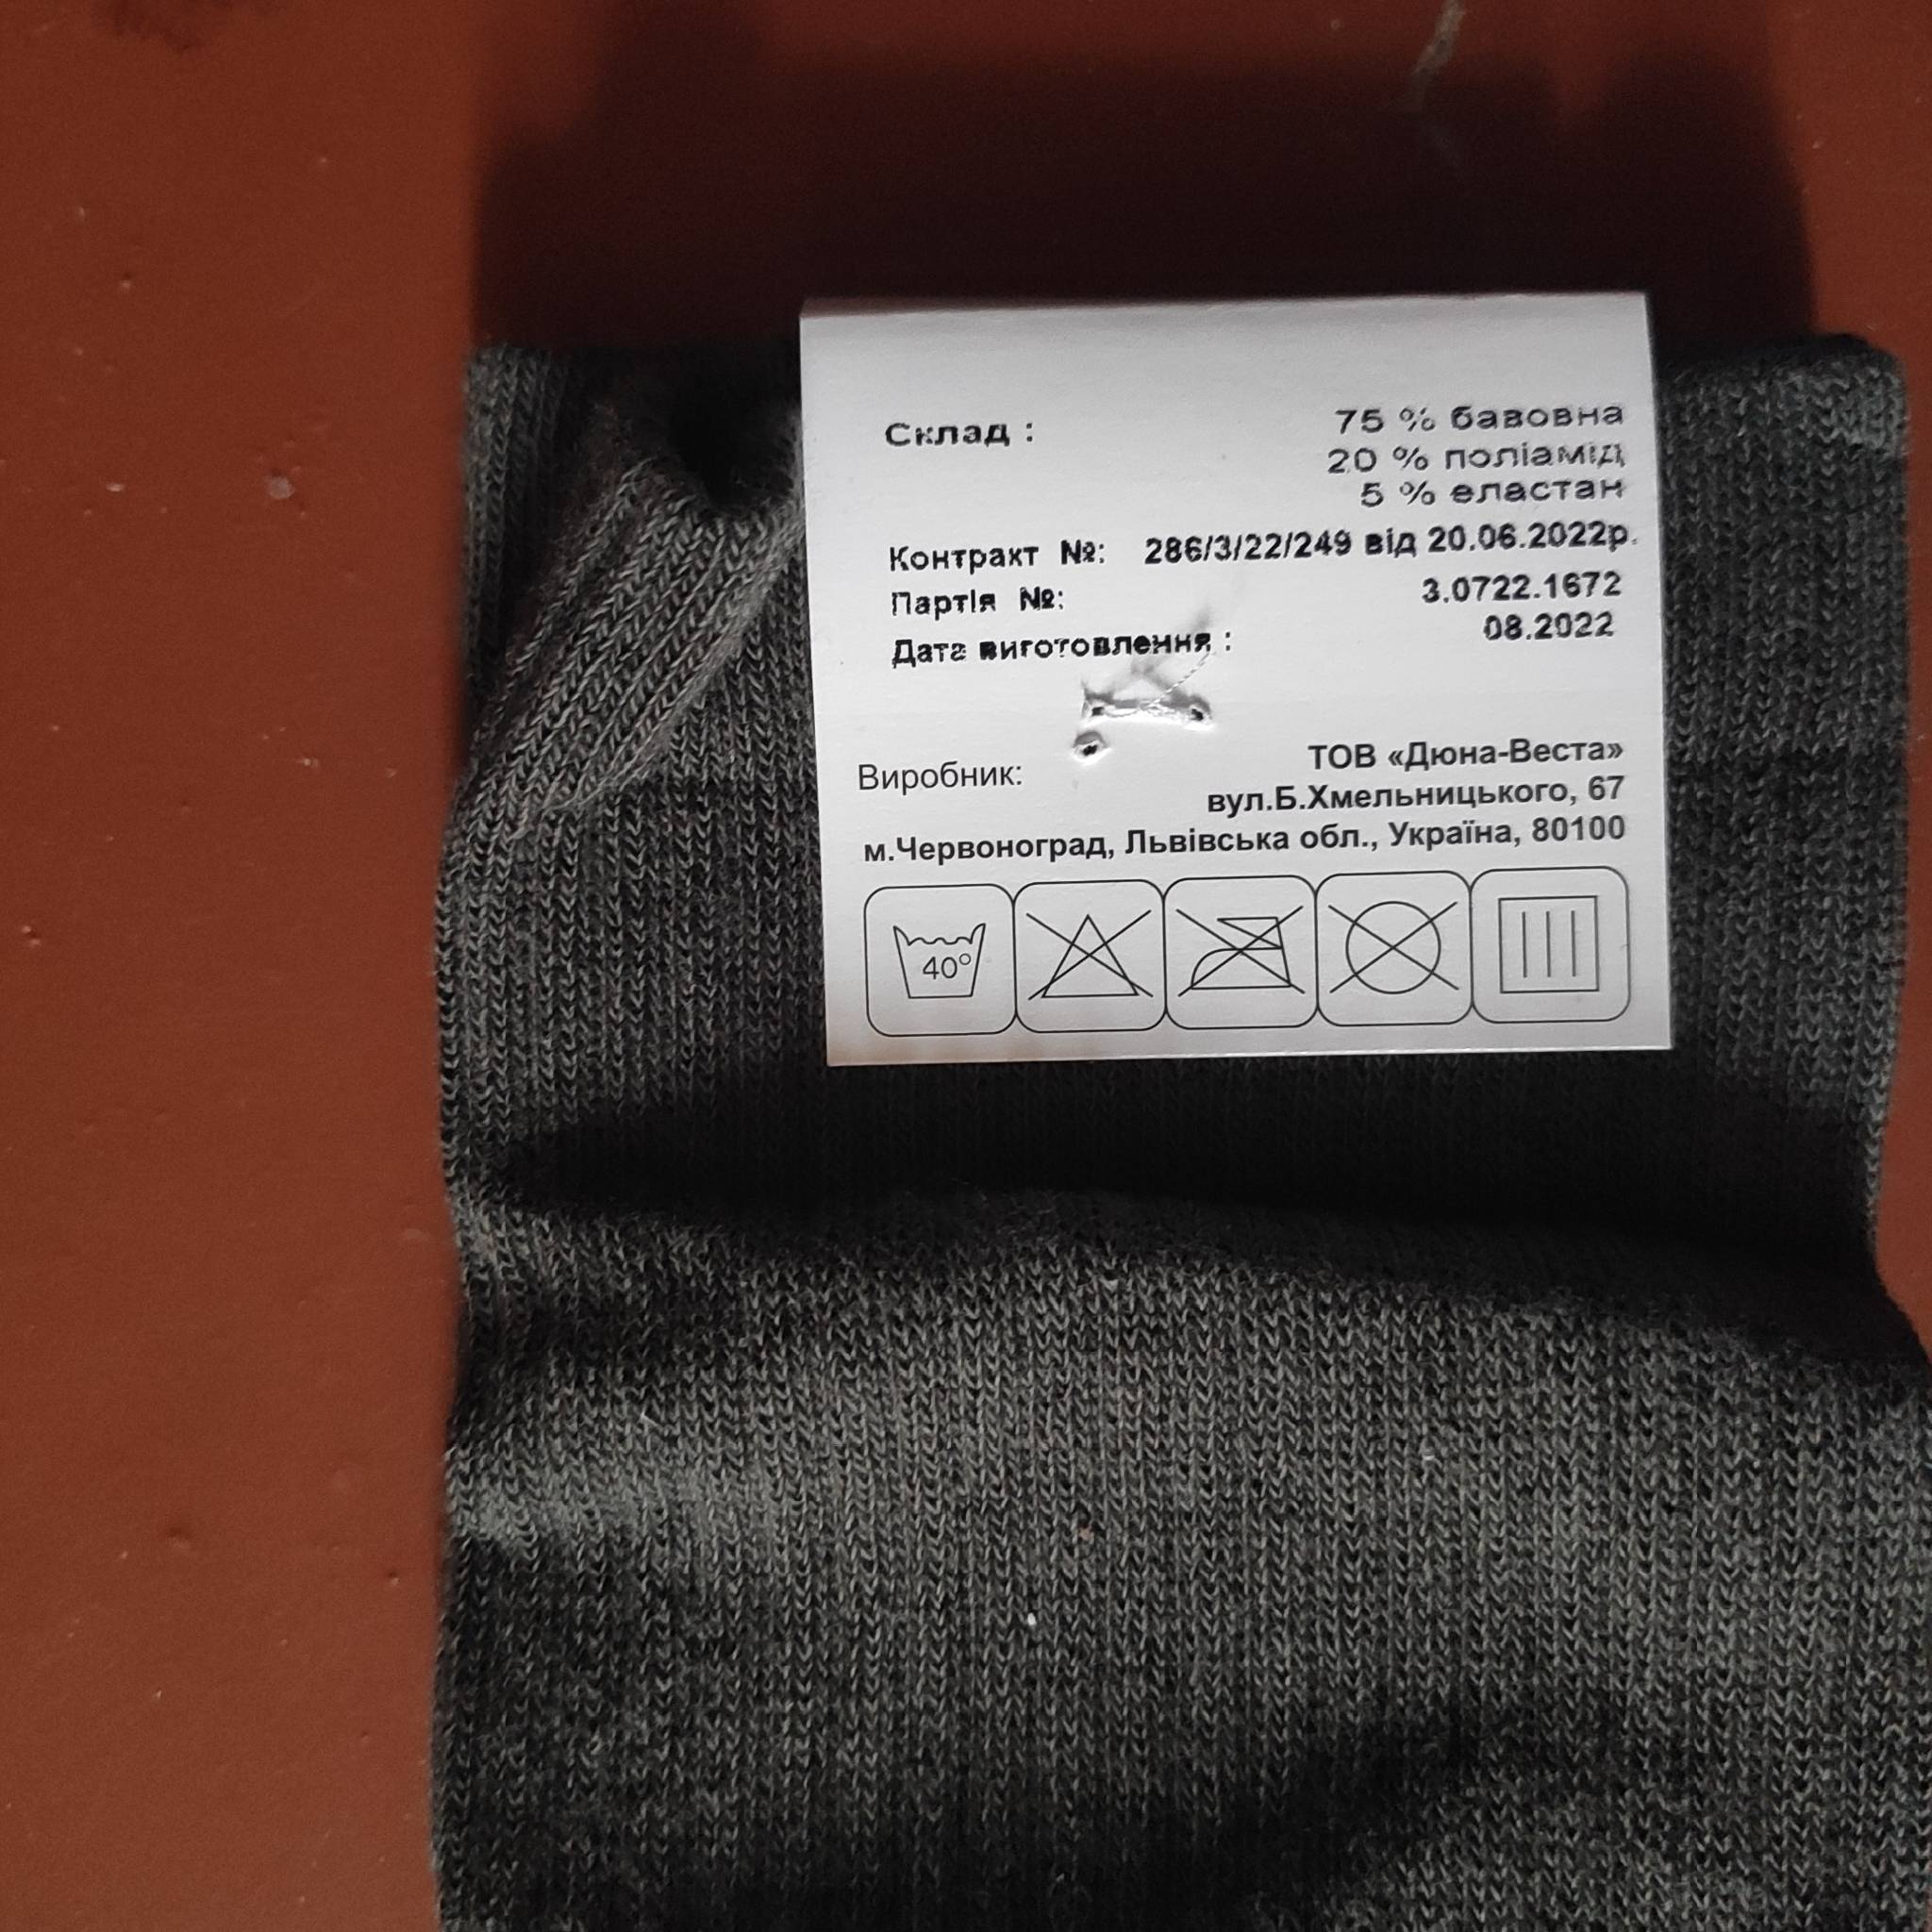 Склад : 75 % бавовна
20 % поліамід
5 % еластан
Контракт №: 286/3/22/249 від 20.06.2022р.
Партія №: 3.0722.1672
Дата виготовлення : 08.2022
Виробник: ТОВ «Дюна-Веста»
вул.Б.Хмельницького, 67
м.Червоноград, Львівська обл., Україна, 80100
40°